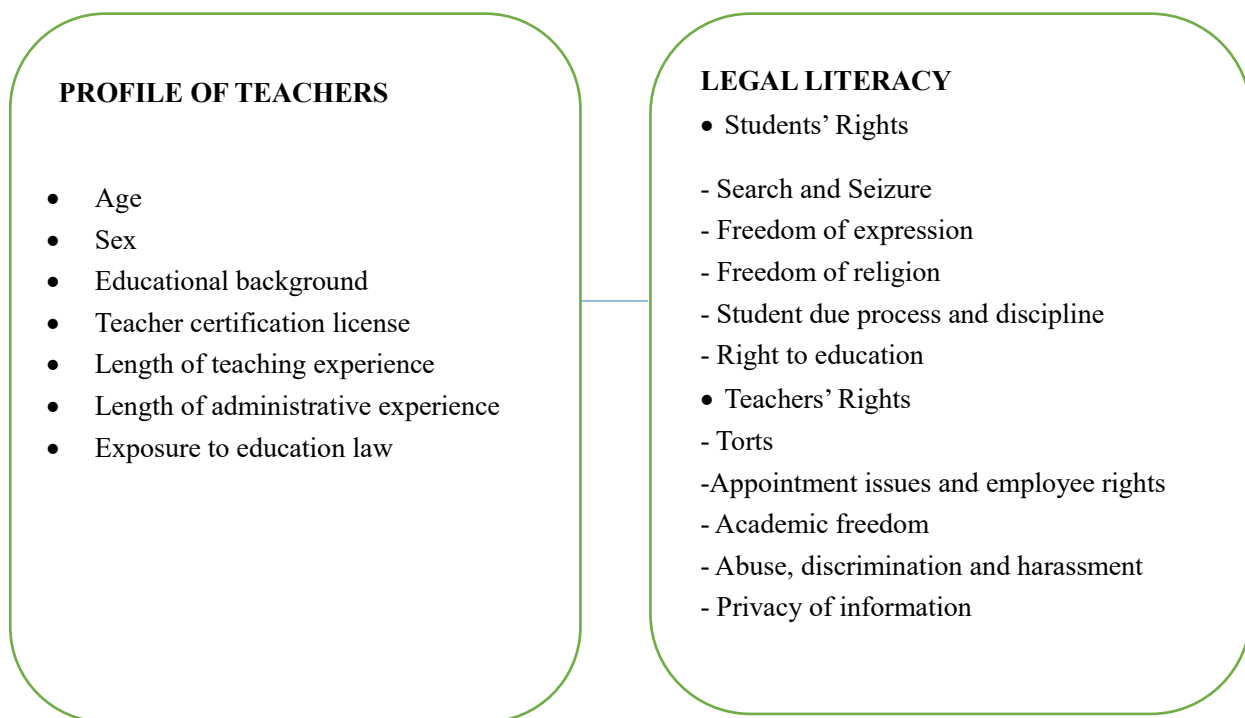 PROFILE OF TEACHERS
• Age
• Sex
• Educational background
• Teacher certification license
• Length of teaching experience
• Length of administrative experience
• Exposure to education law
LEGAL LITERACY
• Students’ Rights
- Search and Seizure
- Freedom of expression
- Freedom of religion
- Student due process and discipline
- Right to education
• Teachers’ Rights
- Torts
-Appointment issues and employee rights
- Academic freedom
- Abuse, discrimination and harassment
- Privacy of information